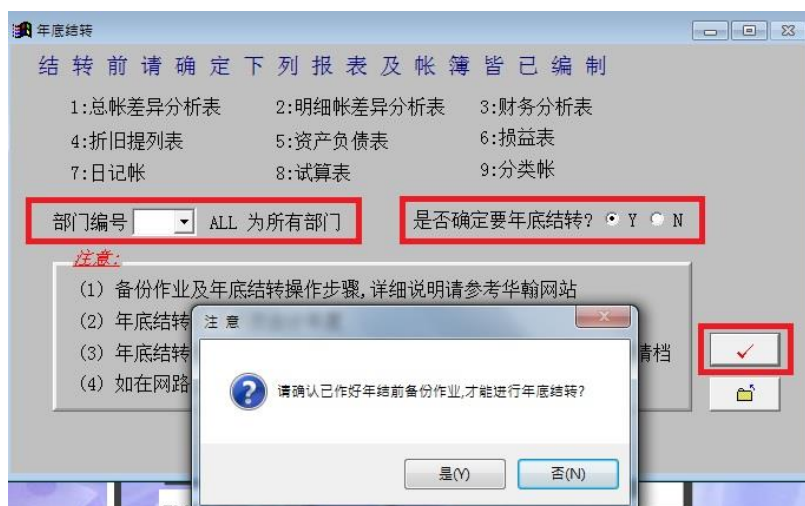 年底结转
结转前请确定下列报表及帐簿皆已编制
1:总帐差异分析表 2:明细帐差异分析表 3:财务分析表
4:折旧提列表 5:资产负债表 6:损益表
7:日记帐 8:试算表 9:分类帐
部门编号 ALL 为所有部门 是否确定要年底结转? Y N
注意:
(1) 备份作业及年底结转操作步骤,详细说明请参考华翰网站
(2) 年底结转
(3) 年底结转 清档
(4) 如在网路
注 意
请确认已作好年结前备份作业,才能进行年底结转?
是(Y) 否(N)